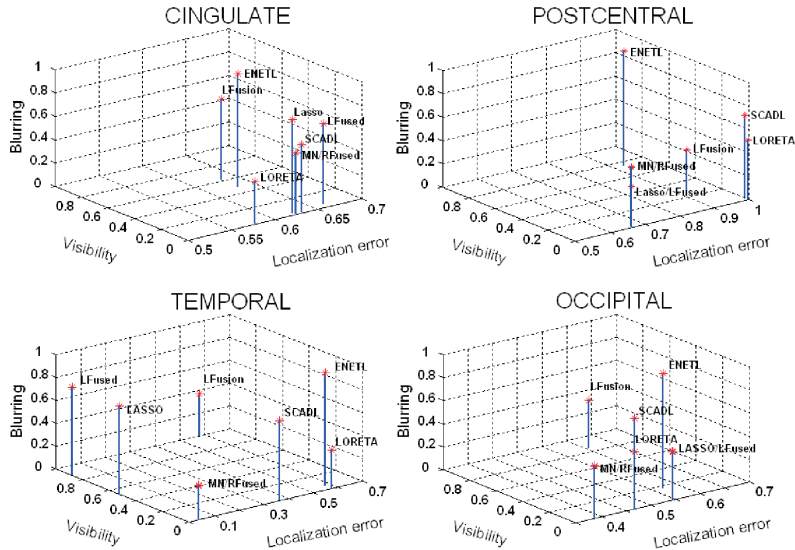 CINGULATE
1
0.8
0.6
0.4
0.2
0
Blurring
ENETL
LFusion
Lasso
LFused
SCADL
MN/RFused
LORETA
0.8
0.6
0.4
0.2
0
Visibility
0.5
0.55
0.6
0.65
0.7
Localization error
POSTCENTRAL
1
0.8
0.6
0.4
0.2
0
Blurring
ENETL
SCADL
LORETA
LFusion
MN/RFused
Lasso/LFused
0.8
0.6
0.4
0.2
0
Visibility
0.5
0.6
0.7
0.8
0.9
1
Localization error
TEMPORAL
1
0.8
0.6
0.4
0.2
0
Blurring
LFused
LASSO
LFusion
ENETL
SCADL
LORETA
MN/RFused
0.8
0.6
0.4
0.2
0
Visibility
0.1
0.3
0.5
0.7
Localization error
OCCIPITAL
1
0.8
0.6
0.4
0.2
0
Blurring
ENETL
LFusion
SCADL
LORETA
LASSO/LFused
MN/RFused
0.8
0.6
0.4
0.2
0
Visibility
0.4
0.5
0.6
0.7
Localization error